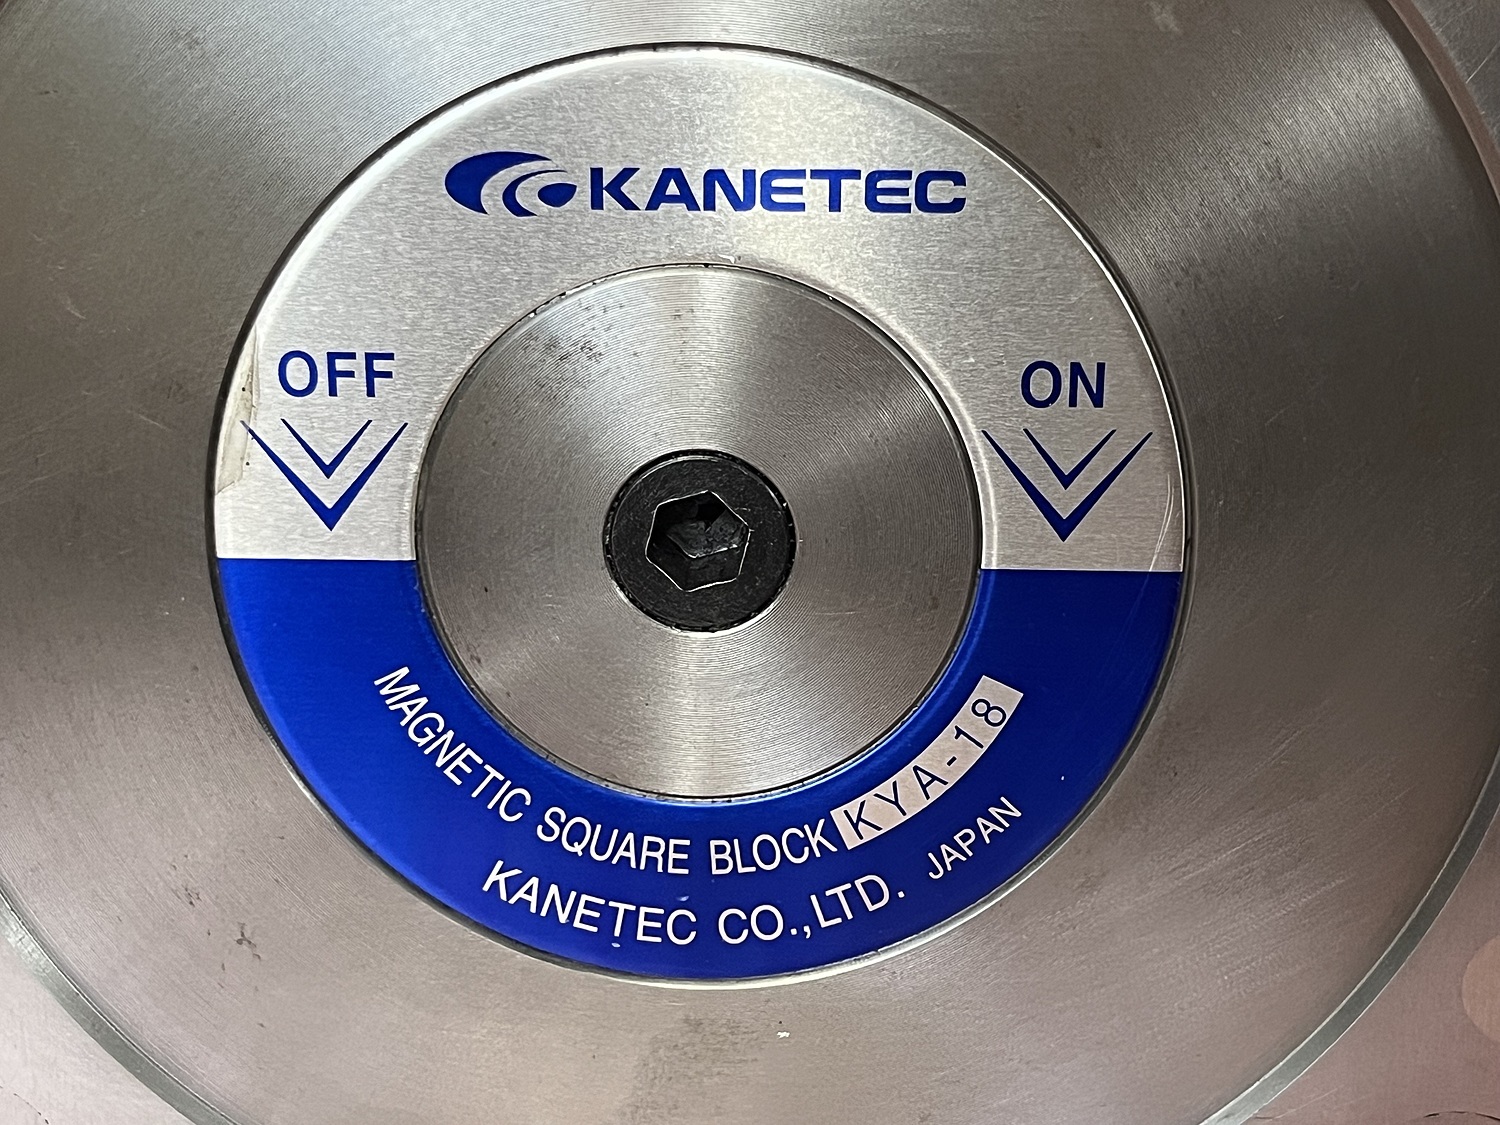 KANETEC
OFF
ON
MAGNETIC SQUARE BLOCK KYA-18
KANETEC CO.,LTD. JAPAN